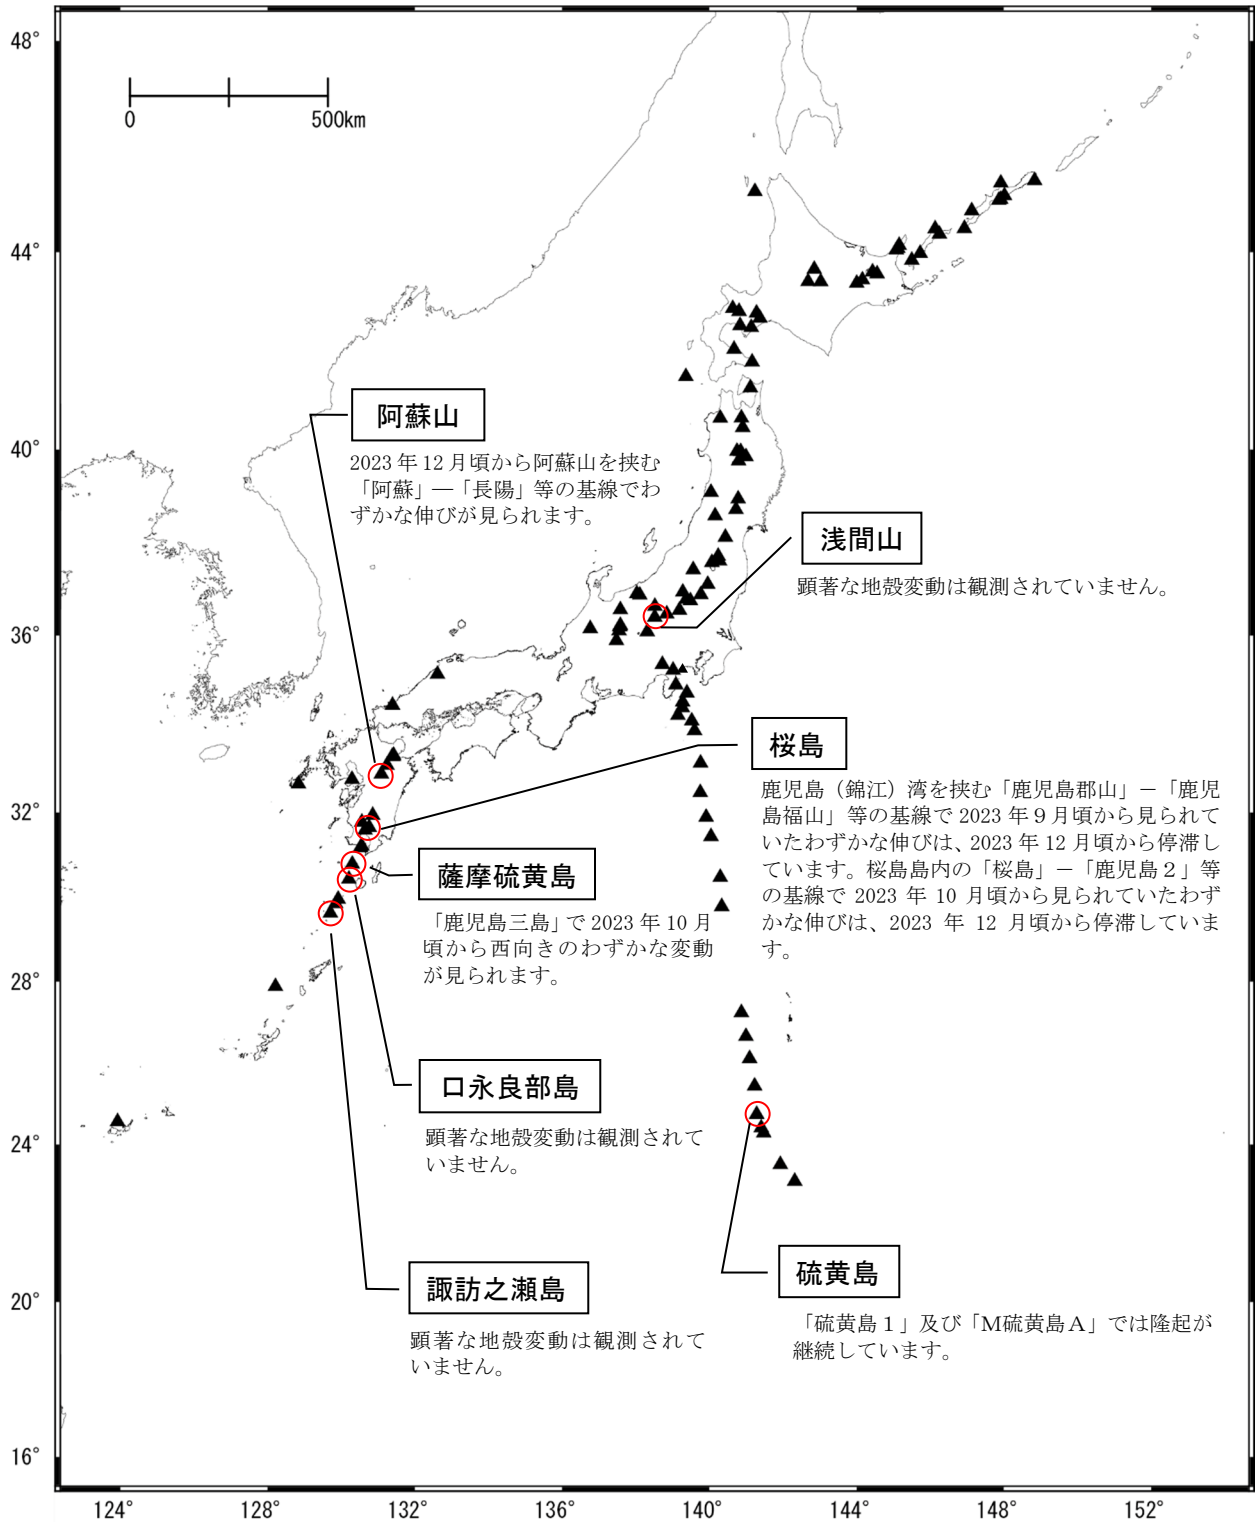 48°
0
500km
44°
阿蘇山
40°
2023 年 12 月頃から阿蘇山を挟む
「阿蘇」―「長陽」等の基線でわ
ずかな伸びが見られます。
浅間山
顕著な地殻変動は観測されていません。
36°
桜島
鹿児島（錦江）湾を挟む「鹿児島郡山」－「鹿児
島福山」等の基線で 2023 年９月頃から見られて
いたわずかな伸びは、2023 年 12 月頃から停滞し
ています。桜島島内の「桜島」－「鹿児島２」等
の基線で 2023 年 10 月頃から見られていたわず
かな伸びは、2023 年 12 月頃から停滞していま
す。
32°
薩摩硫黄島
「鹿児島三島」で 2023 年 10 月
頃から西向きのわずかな変動
が見られます。
28°
口永良部島
顕著な地殻変動は観測されて
いません。
24°
諏訪之瀬島
顕著な地殻変動は観測されて
いません。
硫黄島
「硫黄島１」及び「M硫黄島Ａ」では隆起が
継続しています。
20°
16°
124°
128°
132°
136°
140°
144°
148°
152°